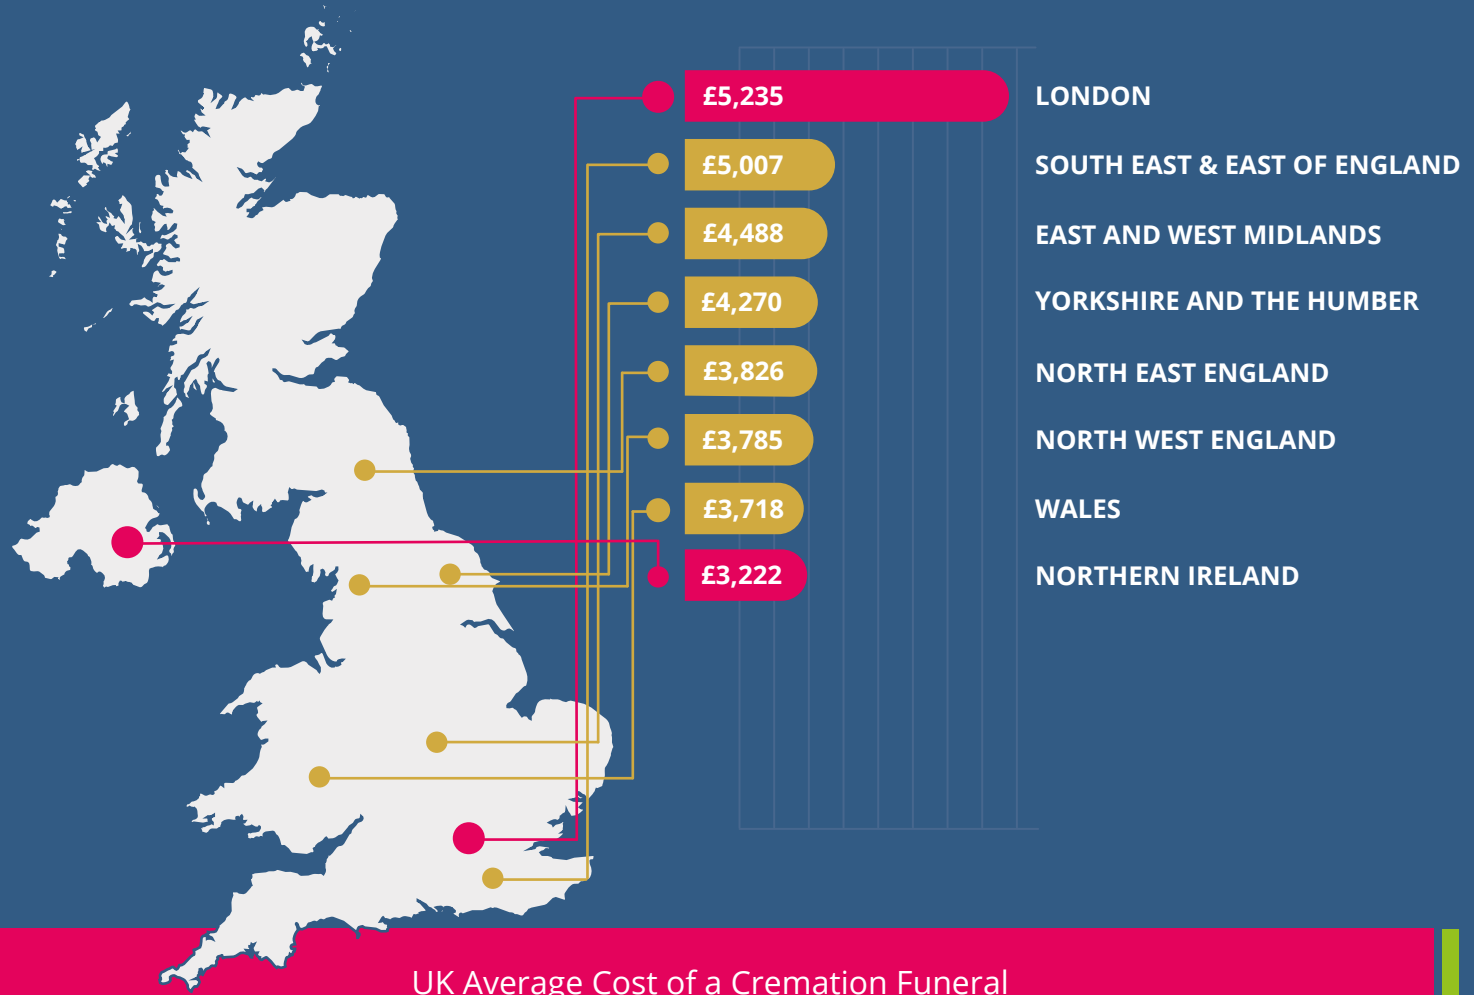 £5,235 LONDON
£5,007 SOUTH EAST & EAST OF ENGLAND
£4,488 EAST AND WEST MIDLANDS
£4,270 YORKSHIRE AND THE HUMBER
£3,826 NORTH EAST ENGLAND
£3,785 NORTH WEST ENGLAND
£3,718 WALES
£3,222 NORTHERN IRELAND
UK Average Cost of a Cremation Funeral